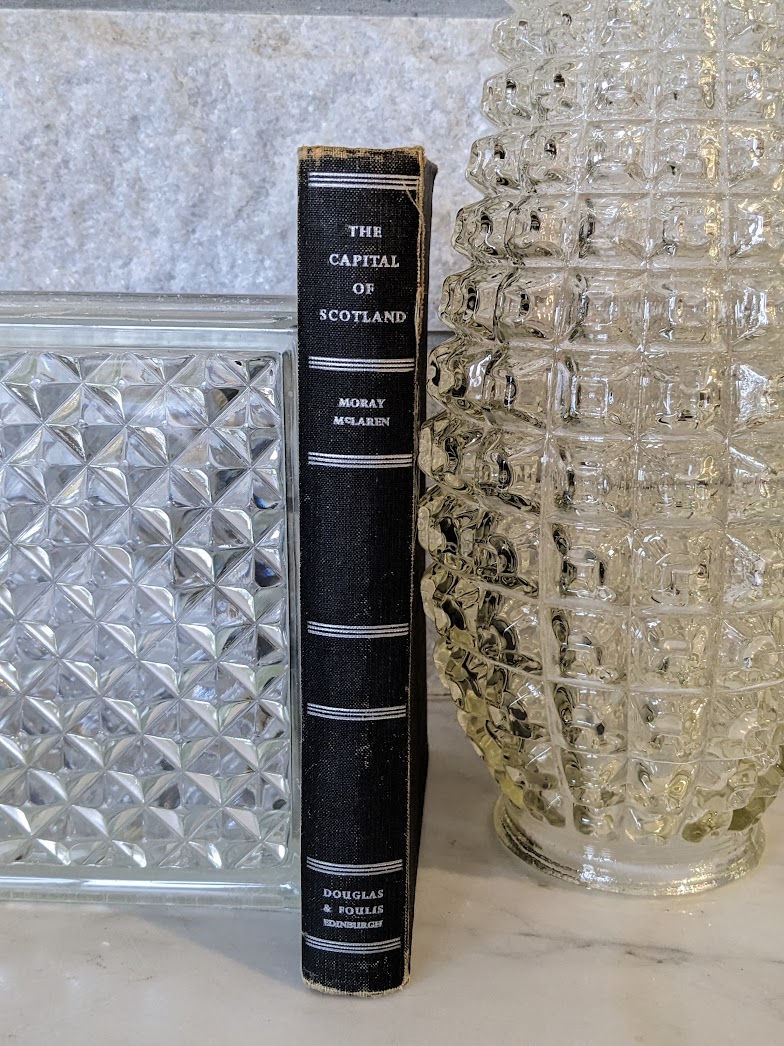 THE
CAPITAL
OF
SCOTLAND
MORAY
McLAREN
DOUGLAS
& FOULIS
EDINBURGH